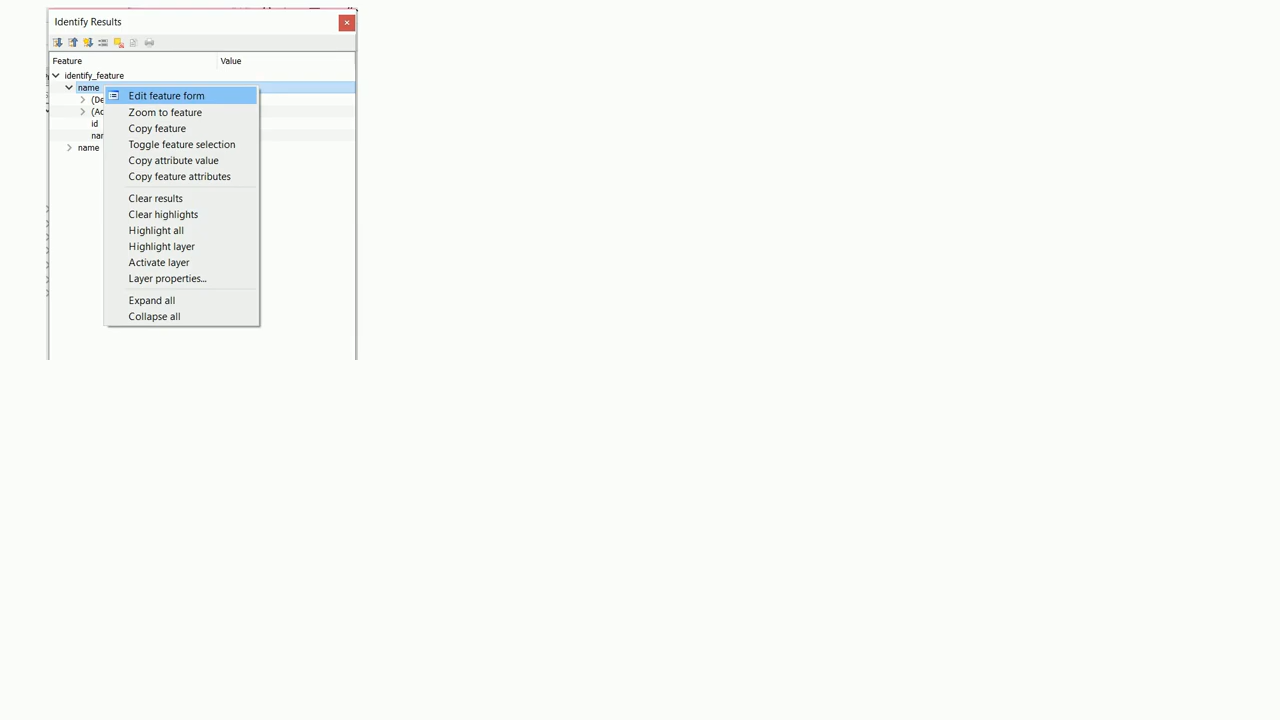 Identify Results
Feature Value
identify_feature
name
Edit feature form
Zoom to feature
Copy feature
id
Toggle feature selection
name
Copy attribute value
Copy feature attributes
Clear results
Clear highlights
Highlight all
Highlight layer
Activate layer
Layer properties...
Expand all
Collapse all